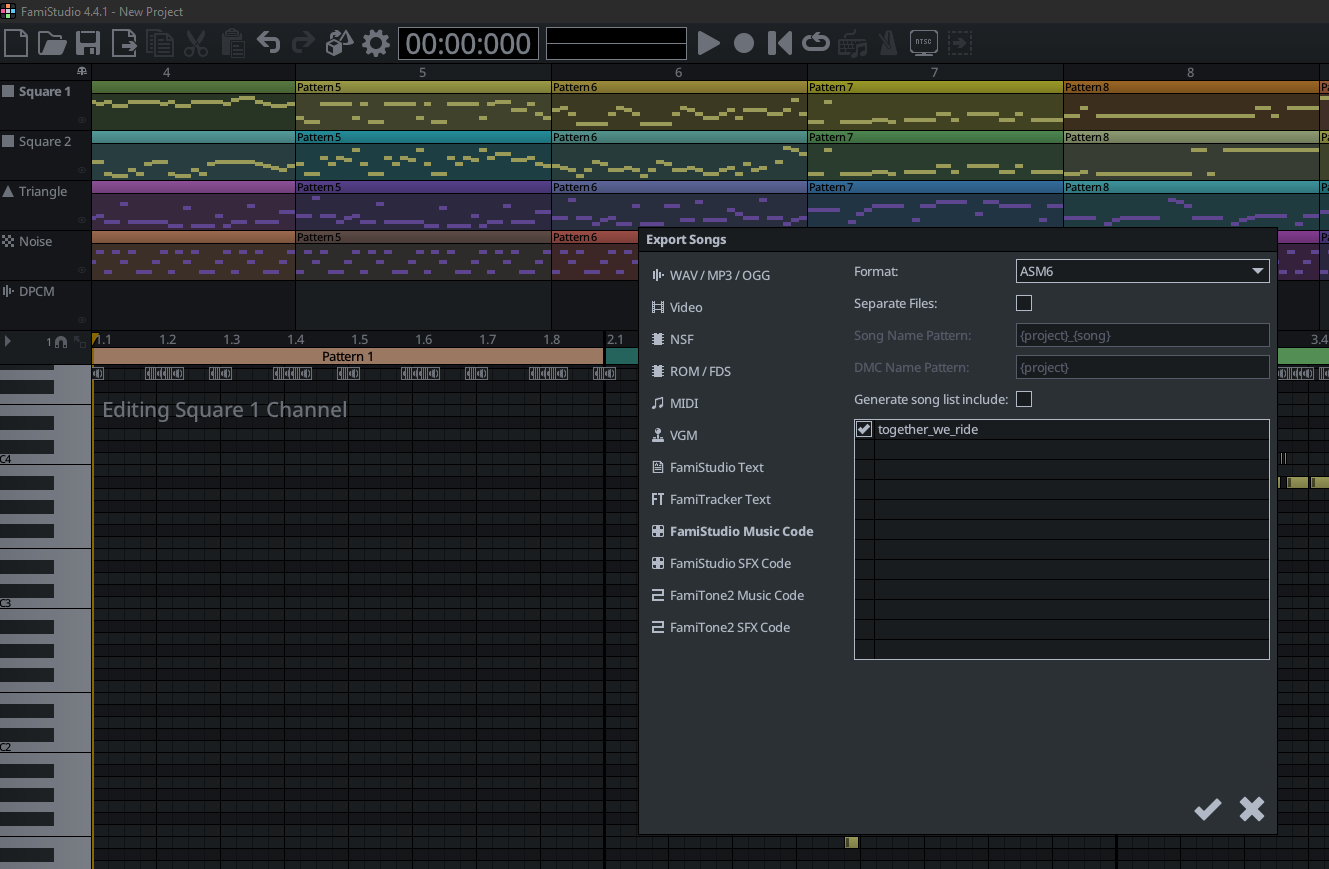 FamiStudio 4.4.1 - New Project
00:00:000
NTSC
4 5 6 7 8
Square 1
Pattern 5 Pattern 6 Pattern 7 Pattern 8
Square 2
Pattern 5 Pattern 6 Pattern 7 Pattern 8
Triangle
Pattern 5 Pattern 6 Pattern 7 Pattern 8
Noise
Pattern 5 Pattern 6
DPCM
1
1.1 1.2 1.3 1.4 1.5 1.6 1.7 1.8 2.1 3.4
Pattern 1
Editing Square 1 Channel
C4
C3
C2
Export Songs
WAV / MP3 / OGG
Video
NSF
ROM / FDS
MIDI
VGM
FamiStudio Text
FT FamiTracker Text
FamiStudio Music Code
FamiStudio SFX Code
FamiTone2 Music Code
FamiTone2 SFX Code
Format: ASM6
Separate Files:
Song Name Pattern: {project}_{song}
DMC Name Pattern: {project}
Generate song list include:
together_we_ride